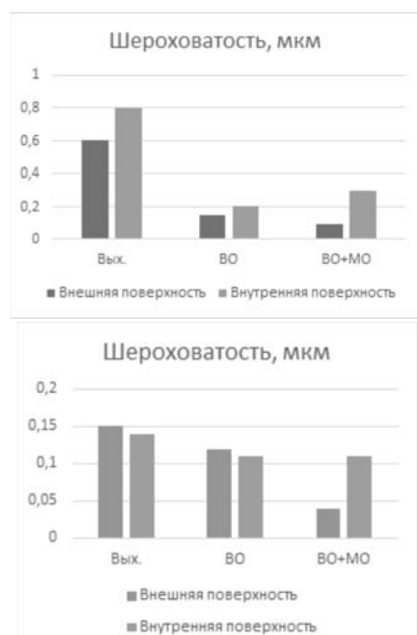 Шероховатость, мкм
1
0,8
0,6
0,4
0,2
0
Вых. ВО ВО+МО
Внешняя поверхность Внутренняя поверхность
Шероховатость, мкм
0,2
0,15
0,1
0,05
0
Вых. ВО ВО+МО
Внешняя поверхность
Внутренняя поверхность